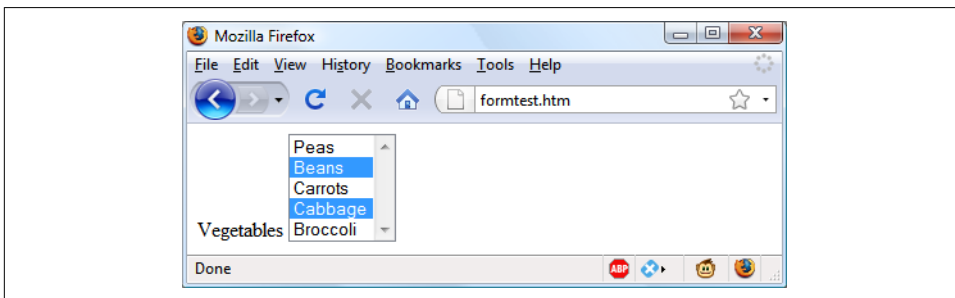 Mozilla Firefox
File Edit View History Bookmarks Tools Help
formtest.htm
Peas
Beans
Carrots
Cabbage
Vegetables Broccoli
Done
ABP